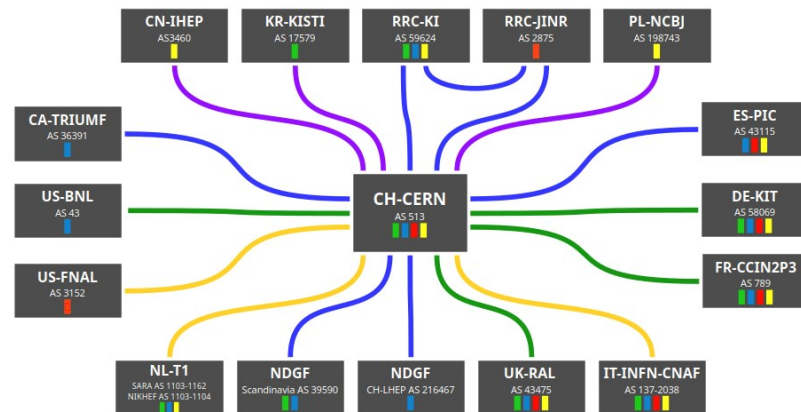 CN-IHEP
AS3460
KR-KISTI
AS 17579
RRC-KI
AS 59624
RRC-JINR
AS 2875
PL-NCBJ
AS 198743
CA-TRIUMF
AS 36391
ES-PIC
AS 43115
US-BNL
AS 43
CH-CERN
AS 513
DE-KIT
AS 58069
US-FNAL
AS 3152
FR-CCIN2P3
AS 789
NL-T1
SARA AS 1103-1162
NIKHEF AS 1103-1104
NDGF
Scandinavia AS 39590
NDGF
CH-LHEP AS 216467
UK-RAL
AS 43475
IT-INFN-CNAF
AS 137-2038